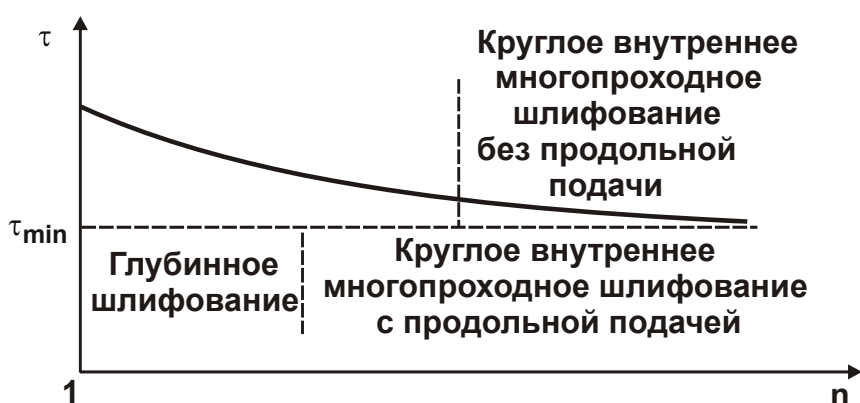 τ
Круглое внутреннее
многопроходное
шлифование
без продольной
подачи
τmin
Глубинное
шлифование
Круглое внутреннее
многопроходное шлифование
с продольной подачей
1
n